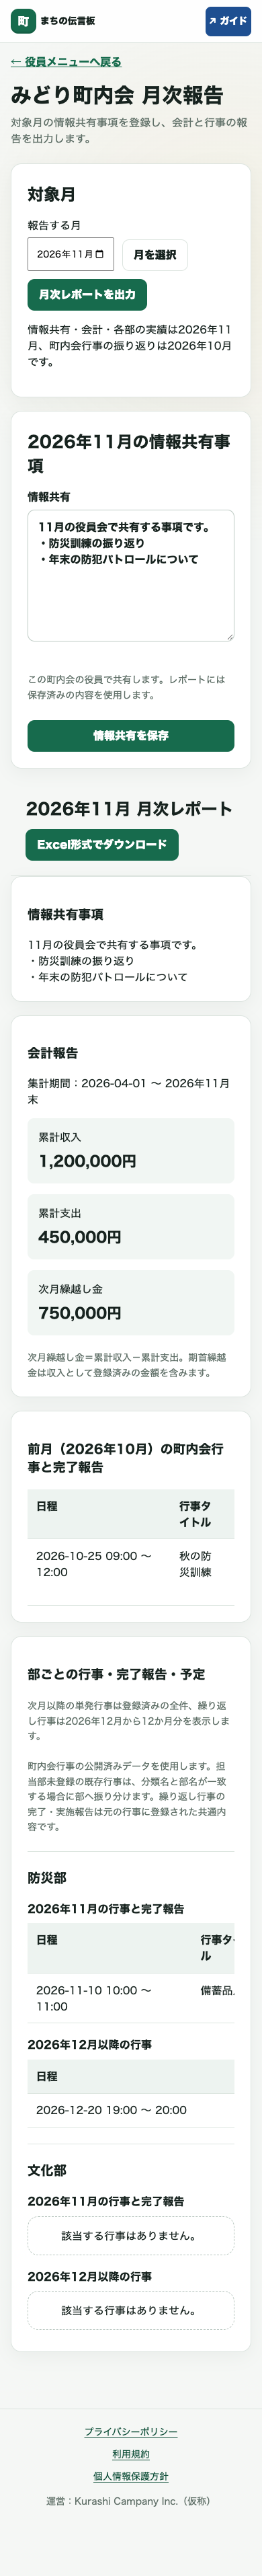 町 まちの伝言板 ↗ ガイド
← 役員メニューへ戻る
みどり町内会 月次報告
対象月の情報共有事項を登録し、会計と行事の報
告を出力します。
対象月
報告する月
2026年11月 月を選択
月次レポートを出力
情報共有・会計・各部の実績は2026年11
月、町内会行事の振り返りは2026年10月
です。
2026年11月の情報共有事
項
情報共有
11月の役員会で共有する事項です。
・防災訓練の振り返り
・年末の防犯パトロールについて
この町内会の役員で共有します。レポートには
保存済みの内容を使用します。
情報共有を保存
2026年11月 月次レポート
Excel形式でダウンロード
情報共有事項
11月の役員会で共有する事項です。
・防災訓練の振り返り
・年末の防犯パトロールについて
会計報告
集計期間：2026-04-01 〜 2026年11月
末
累計収入
1,200,000円
累計支出
450,000円
次月繰越し金
750,000円
次月繰越し金＝累計収入－累計支出。期首繰越
金は収入として登録済みの金額を含みます。
前月（2026年10月）の町内会行
事と完了報告
日程 行事タ
イトル
2026-10-25 09:00 〜 秋の防
12:00 災訓練
部ごとの行事・完了報告・予定
次月以降の単発行事は登録済みの全件、繰り返
し行事は2026年12月から12か月分を表示しま
す。
町内会行事の公開済みデータを使用します。担
当部未登録の既存行事は、分類名と部名が一致
する場合に部へ振り分けます。繰り返し行事の
完了・実施報告は元の行事に登録された共通内
容です。
防災部
2026年11月の行事と完了報告
日程 行事タイ
ル
2026-11-10 10:00 〜 備蓄品
11:00
2026年12月以降の行事
日程
2026-12-20 19:00 〜 20:00
文化部
2026年11月の行事と完了報告
該当する行事はありません。
2026年12月以降の行事
該当する行事はありません。
プライバシーポリシー
利用規約
個人情報保護方針
運営：Kurashi Campany Inc.（仮称）